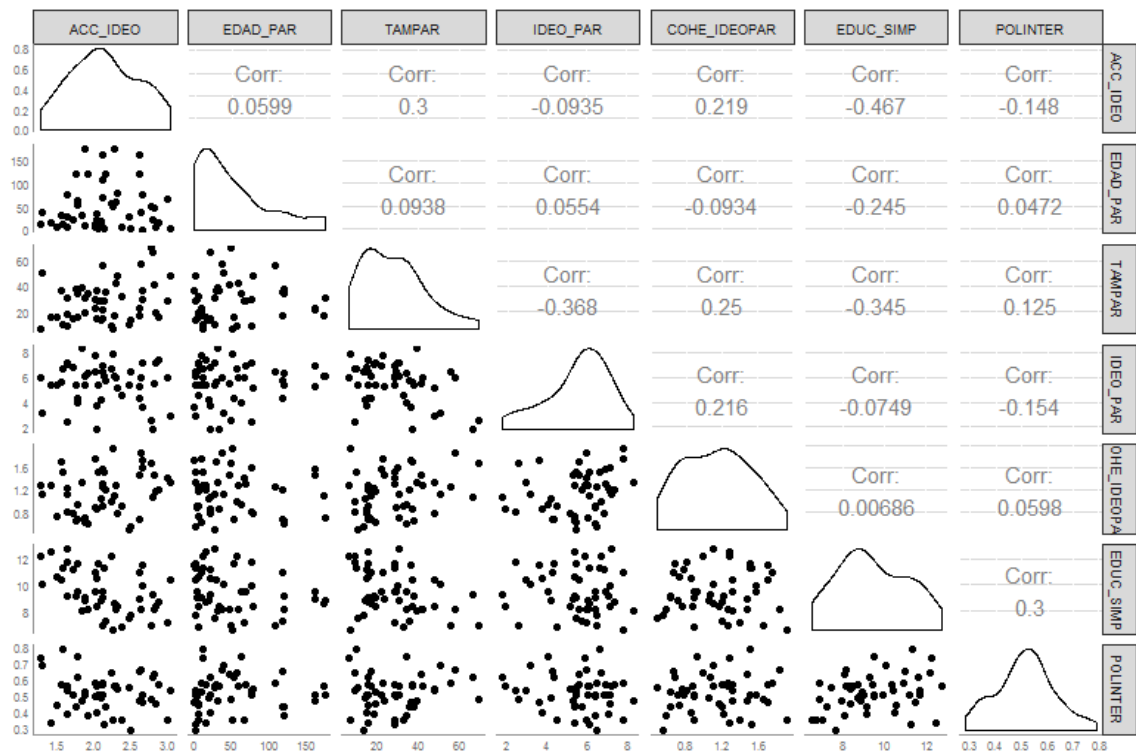 ACC_IDEO EDAD_PAR TAMPAR IDEO_PAR COHE_IDEOPAR EDUC_SIMP POLINTER
0.8
0.6
0.4
0.2
0.0
Corr: Corr: Corr: Corr: Corr: Corr:
0.0599 0.3 -0.0935 0.219 -0.467 -0.148
ACC_IDEO
150
100
50
0
Corr: Corr: Corr: Corr: Corr:
0.0938 0.0554 -0.0934 -0.245 0.0472
EDAD_PAR
60
40
20
Corr: Corr: Corr: Corr:
-0.368 0.25 -0.345 0.125
TAMPAR
8
6
4
2
Corr: Corr: Corr:
0.216 -0.0749 -0.154
IDEO_PAR
1.6
1.2
0.8
Corr: Corr:
0.00686 0.0598
OHE_IDEOPA
12
10
8
Corr:
0.3
EDUC_SIMP
0.8
0.7
0.6
0.5
0.4
0.3
POLINTER
1.5 2.0 2.5 3.0 0 50 100 150 20 40 60 2 4 6 8 0.8 1.2 1.6 8 10 12 0.3 0.4 0.5 0.6 0.7 0.8